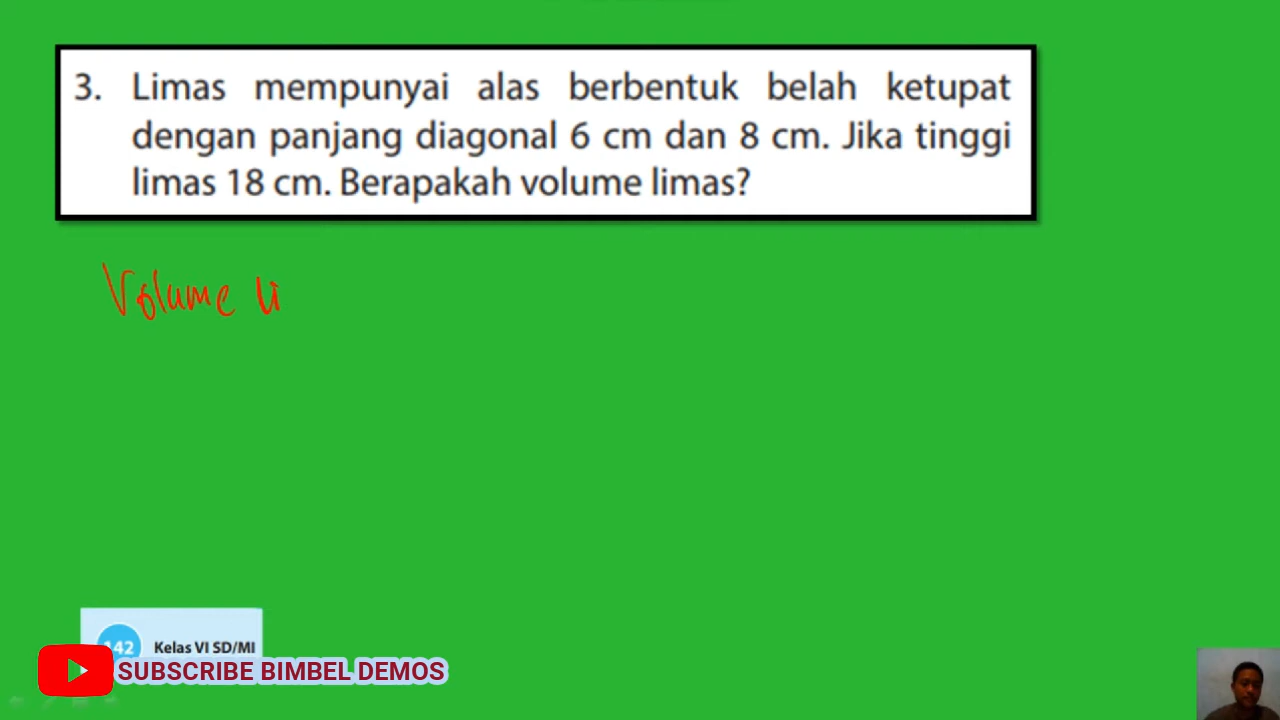 3. Limas mempunyai alas berbentuk belah ketupat
dengan panjang diagonal 6 cm dan 8 cm. Jika tinggi
limas 18 cm. Berapakah volume limas?
Volume li
142 Kelas VI SD/MI
SUBSCRIBE BIMBEL DEMOS